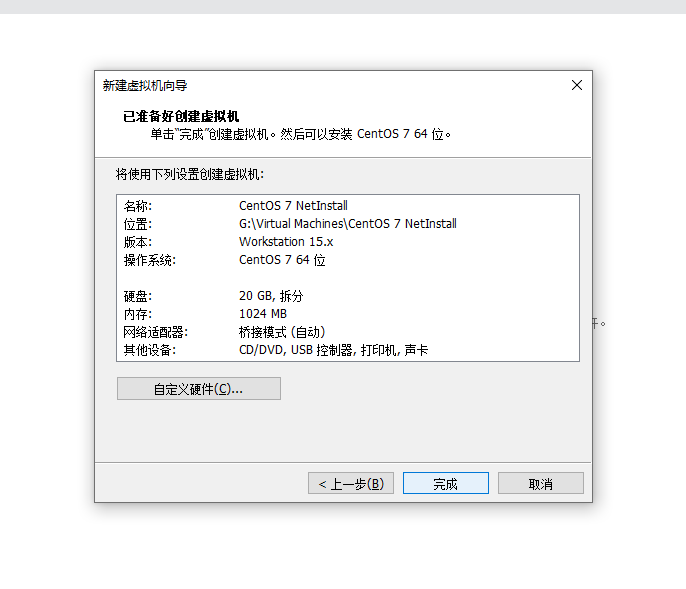 新建虚拟机向导
已准备好创建虚拟机
单击“完成”创建虚拟机。然后可以安装 CentOS 7 64 位。
将使用下列设置创建虚拟机:
名称: CentOS 7 NetInstall
位置: G:\Virtual Machines\CentOS 7 NetInstall
版本: Workstation 15.x
操作系统: CentOS 7 64 位
硬盘: 20 GB, 拆分
内存: 1024 MB
网络适配器: 桥接模式 (自动)
其他设备: CD/DVD, USB 控制器, 打印机, 声卡
自定义硬件(C)...
< 上一步(B) 完成 取消